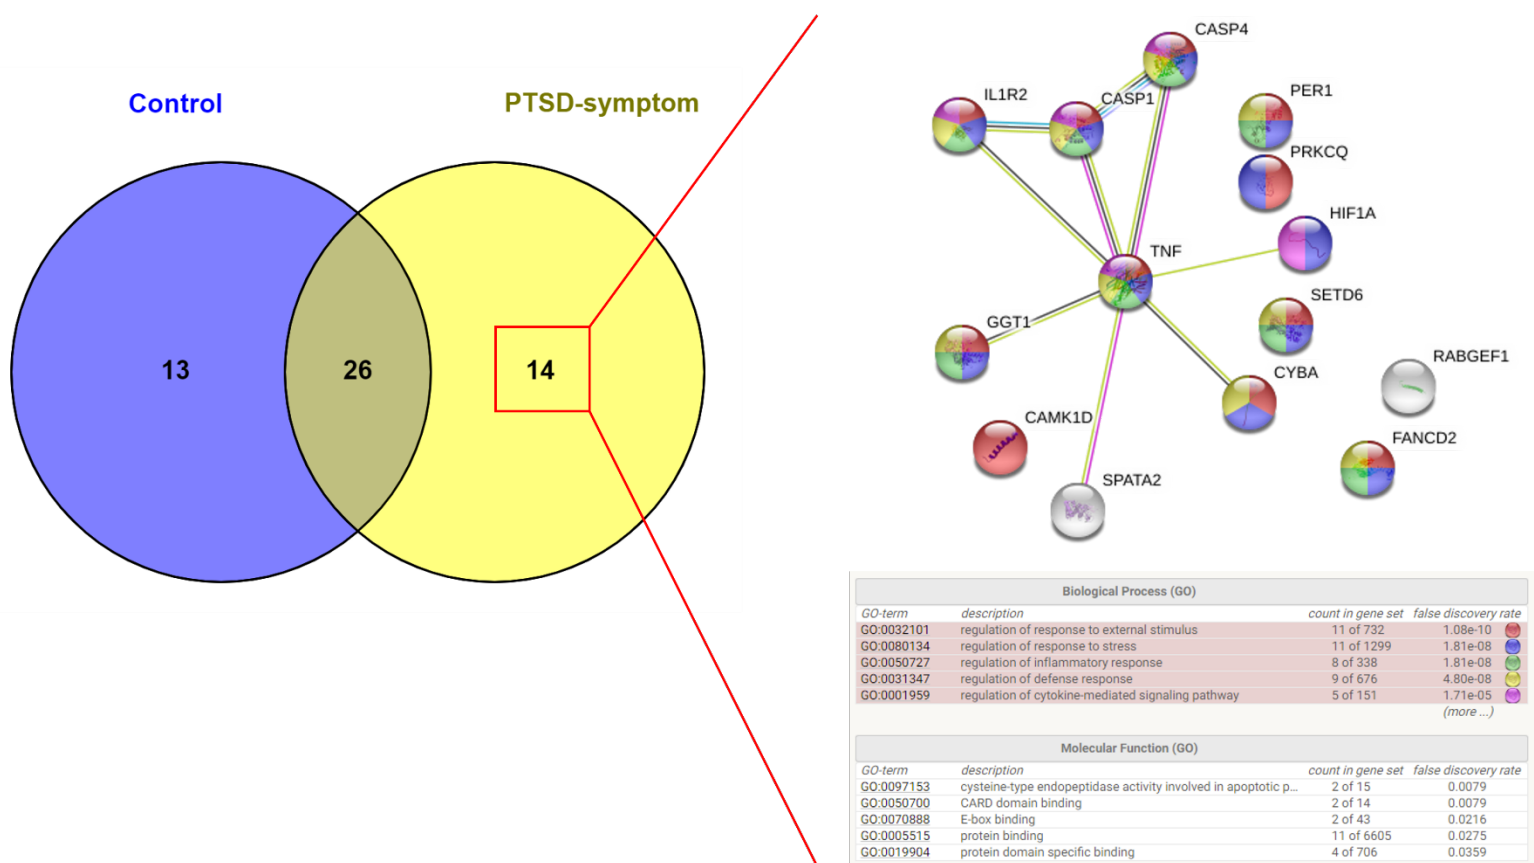 Control
PTSD-symptom
13
26
14
CASP4
IL1R2
CASP1
PER1
PRKCQ
HIF1A
TNF
SETD6
GGT1
CYBA
RABGEF1
CAMK1D
FANCD2
SPATA2
Biological Process (GO)
GO-term description count in gene set false discovery rate
GO:0032101 regulation of response to external stimulus 11 of 732 1.08e-10
GO:0080134 regulation of response to stress 11 of 1299 1.81e-08
GO:0050727 regulation of inflammatory response 8 of 338 1.81e-08
GO:0031347 regulation of defense response 9 of 676 4.80e-08
GO:0001959 regulation of cytokine-mediated signaling pathway 5 of 151 1.71e-05
(more ...)
Molecular Function (GO)
GO-term description count in gene set false discovery rate
GO:0097153 cysteine-type endopeptidase activity involved in apoptotic p... 2 of 15 0.0079
GO:0050700 CARD domain binding 2 of 14 0.0079
GO:0070888 E-box binding 2 of 43 0.0216
GO:0005515 protein binding 11 of 6605 0.0275
GO:0019904 protein domain specific binding 4 of 706 0.0359